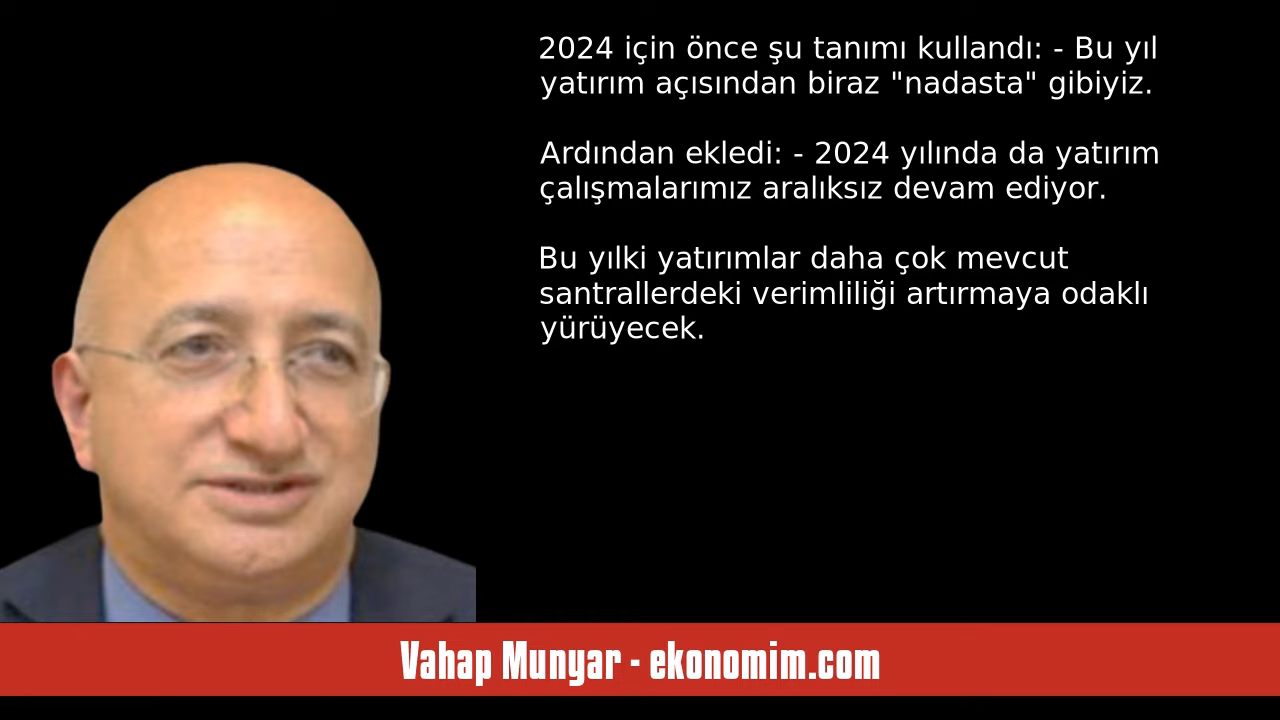 2024 için önce şu tanımı kullandı: - Bu yıl
yatırım açısından biraz "nadasta" gibiyiz.
Ardından ekledi: - 2024 yılında da yatırım
çalışmalarımız aralıksız devam ediyor.
Bu yılki yatırımlar daha çok mevcut
santrallerdeki verimliliği artırmaya odaklı
yürüyecek.
Vahap Munyar - ekonomim.com